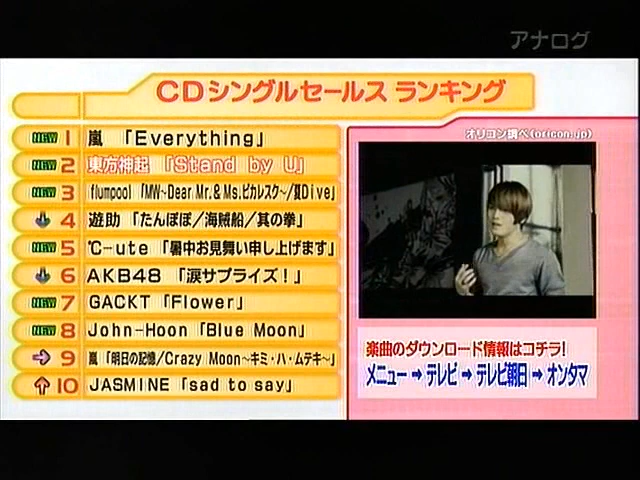 アナログ
CDシングルセールス ランキング
オリコン調べ(oricon.jp)
NEW 1 嵐 「Everything」
NEW 2 東方神起 「Stand by U」
NEW 3 flumpool 「MW~Dear Mr.& Ms.ピカレスク~/夏Dive」
4 遊助 「たんぽぽ/海賊船/其の拳」
NEW 5 ℃-ute 「暑中お見舞い申し上げます」
6 AKB48 「涙サプライズ!」
NEW 7 GACKT 「Flower」
NEW 8 John-Hoon 「Blue Moon」
9 嵐 「明日の記憶/Crazy Moon~キミ・ハ・ムテキ~」
10 JASMINE 「sad to say」
楽曲のダウンロード情報はコチラ!
メニュー ➡ テレビ ➡ テレビ朝日 ➡ オンタマ